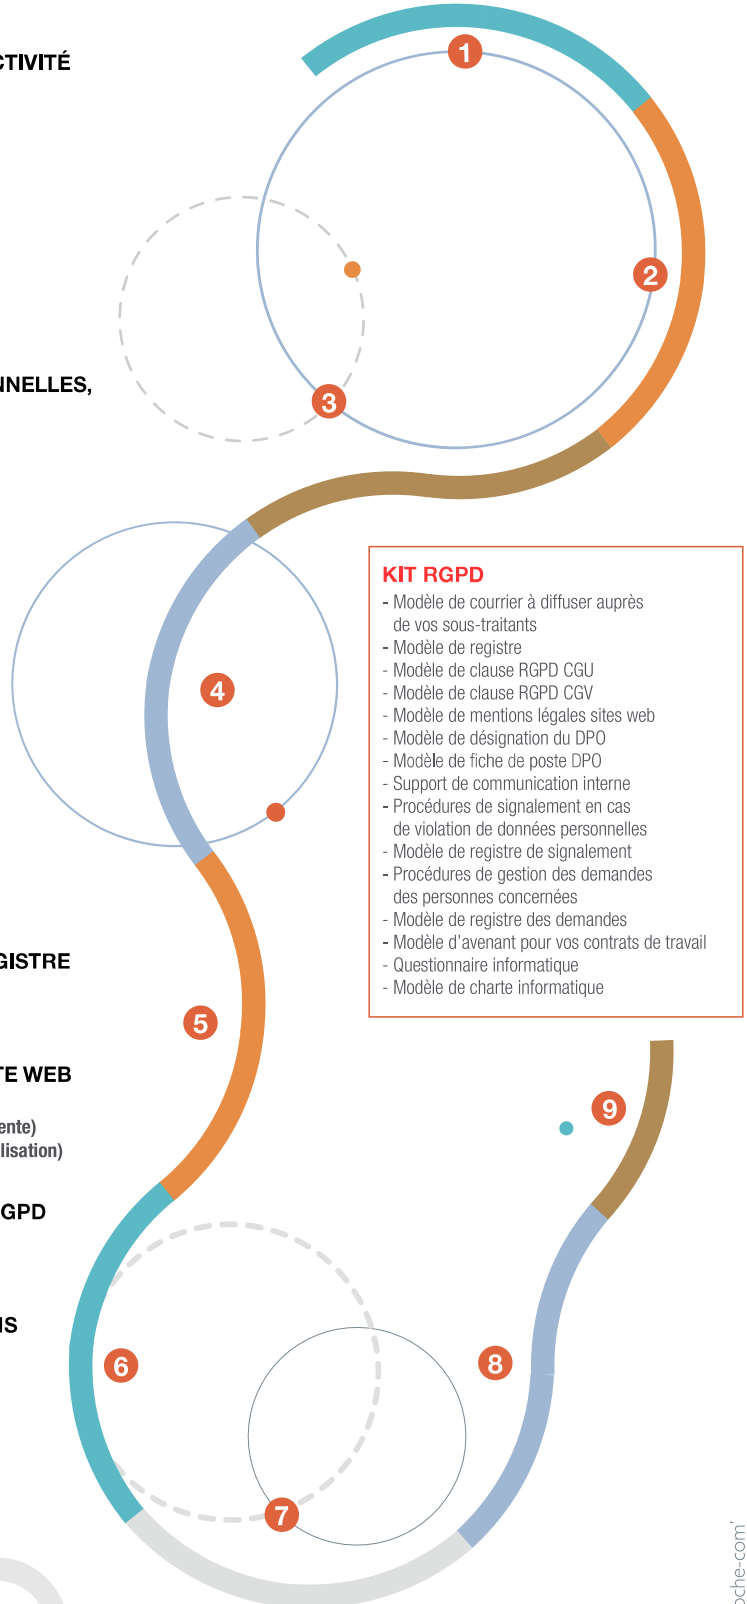 CTIVITÉ
1
2
NNELLES,
3
KIT RGPD
- Modèle de courrier à diffuser auprès
de vos sous-traitants
- Modèle de registre
- Modèle de clause RGPD CGU
- Modèle de clause RGPD CGV
- Modèle de mentions légales sites web
- Modèle de désignation du DPO
- Modèle de fiche de poste DPO
- Support de communication interne
- Procédures de signalement en cas
de violation de données personnelles
- Modèle de registre de signalement
- Procédures de gestion des demandes
des personnes concernées
- Modèle de registre des demandes
- Modèle d'avenant pour vos contrats de travail
- Questionnaire informatique
- Modèle de charte informatique
4
GISTRE
5
TE WEB
ente)
lisation)
9
GPD
NS
6
8
7
oche-com'